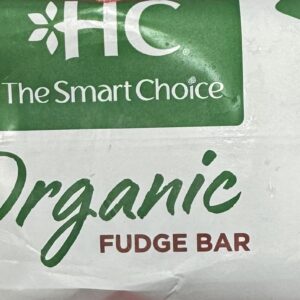 HC®
The Smart Choice
Organic
FUDGE BAR